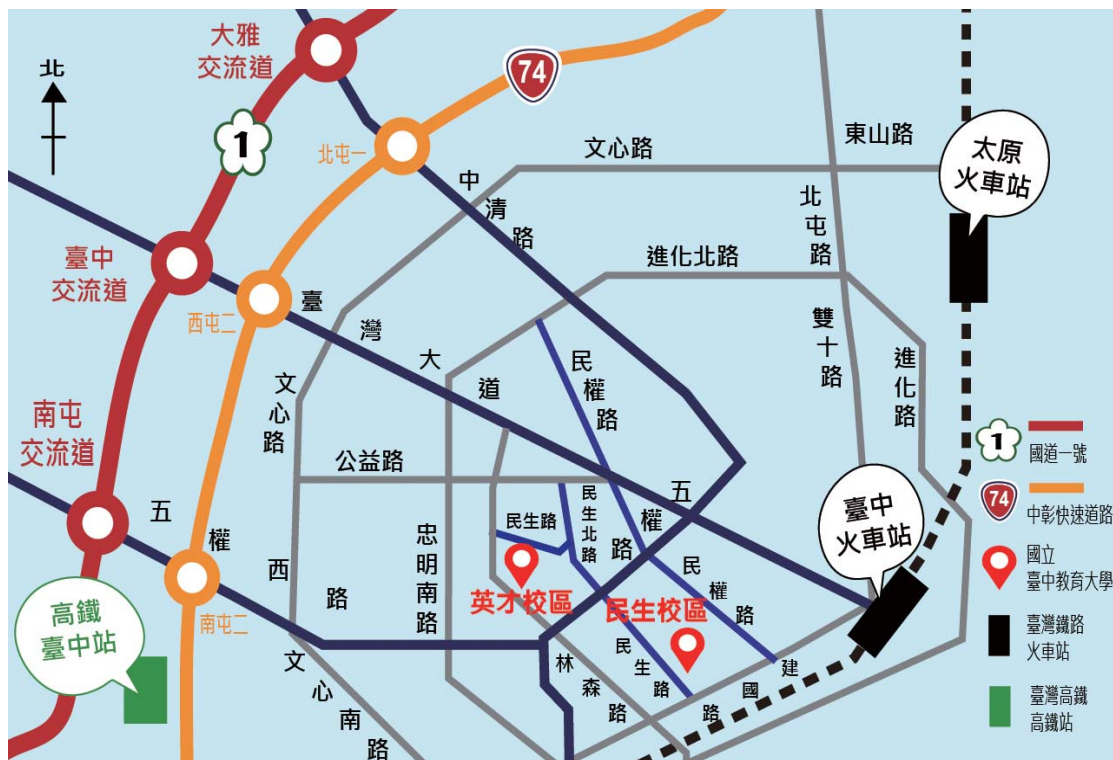 大雅
交流道
北
74
1
北屯一
文心路
東山路
太原
火車站
中清路
北屯路
臺中
交流道
進化北路
西屯二
臺灣大道
雙十路
民權路
進化路
文心路
南屯
交流道
公益路
1
國道一號
74
中彰快速道路
五權西路
民生路
民生北路
五權路
臺中
火車站
忠明南路
國立
臺中教育大學
英才校區
民權路
民生校區
高鐵
臺中站
南屯二
臺灣鐵路
火車站
林森路
民生路
建國路
文心南路
臺灣高鐵
高鐵站